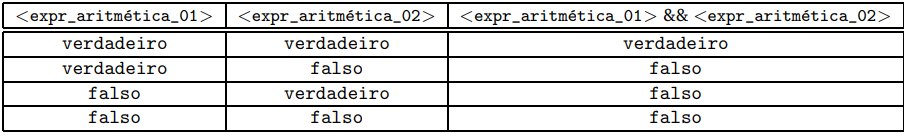 <expr_aritmética_01> <expr_aritmética_02> <expr_aritmética_01> && <expr_aritmética_02>
verdadeiro verdadeiro verdadeiro
verdadeiro falso falso
falso verdadeiro falso
falso falso falso